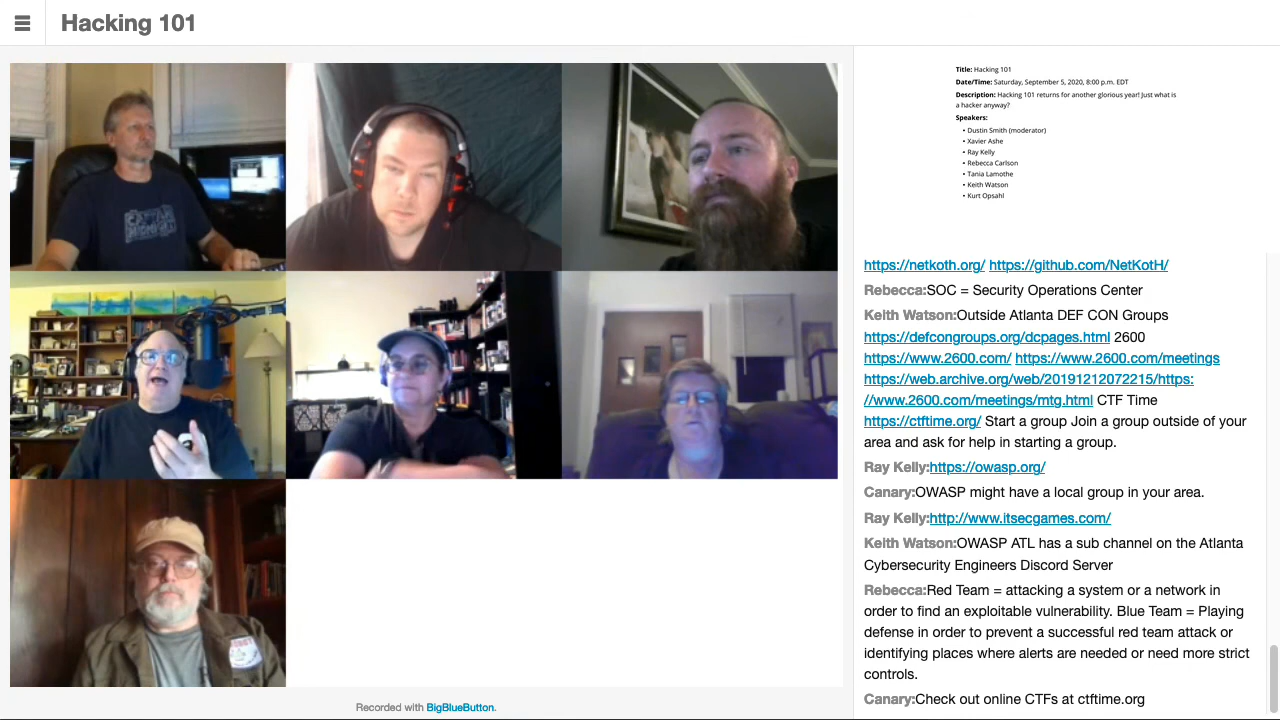 Hacking 101
Title: Hacking 101
Date/Time: Saturday, September 5, 2020, 8:00 p.m. EDT
Description: Hacking 101 returns for another glorious year! Just what is
a hacker anyway?
Speakers:
• Dustin Smith (moderator)
• Xavier Ashe
• Ray Kelly
• Rebecca Carlson
• Tania Lamothe
• Keith Watson
• Kurt Opsahl
https://netkoth.org/ https://github.com/NetKotH/
Rebecca:SOC = Security Operations Center
Keith Watson:Outside Atlanta DEF CON Groups
https://defcongroups.org/dcpages.html 2600
https://www.2600.com/ https://www.2600.com/meetings
https://web.archive.org/web/20191212072215/https:
//www.2600.com/meetings/mtg.html CTF Time
https://ctftime.org/ Start a group Join a group outside of your
area and ask for help in starting a group.
Ray Kelly:https://owasp.org/
Canary:OWASP might have a local group in your area.
Ray Kelly:http://www.itsecgames.com/
Keith Watson:OWASP ATL has a sub channel on the Atlanta
Cybersecurity Engineers Discord Server
Rebecca:Red Team = attacking a system or a network in
order to find an exploitable vulnerability. Blue Team = Playing
defense in order to prevent a successful red team attack or
identifying places where alerts are needed or need more strict
controls.
Canary:Check out online CTFs at ctftime.org
Recorded with BigBlueButton.